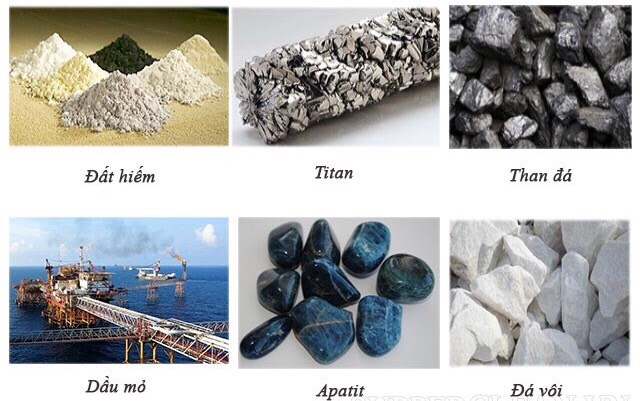 Đất hiếm
Titan
Than đá
Dầu mỏ
Apatit
Đá vôi